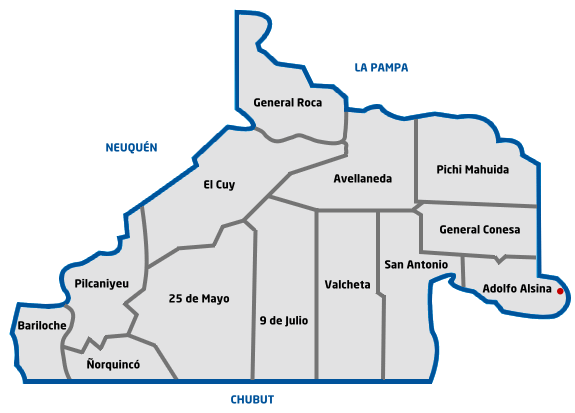 LA PAMPA
General Roca
NEUQUÉN
Pichi Mahuida
Avellaneda
El Cuy
General Conesa
San Antonio
Pilcaniyeu
Valcheta
Adolfo Alsina
25 de Mayo
9 de Julio
Bariloche
Ñorquincó
CHUBUT